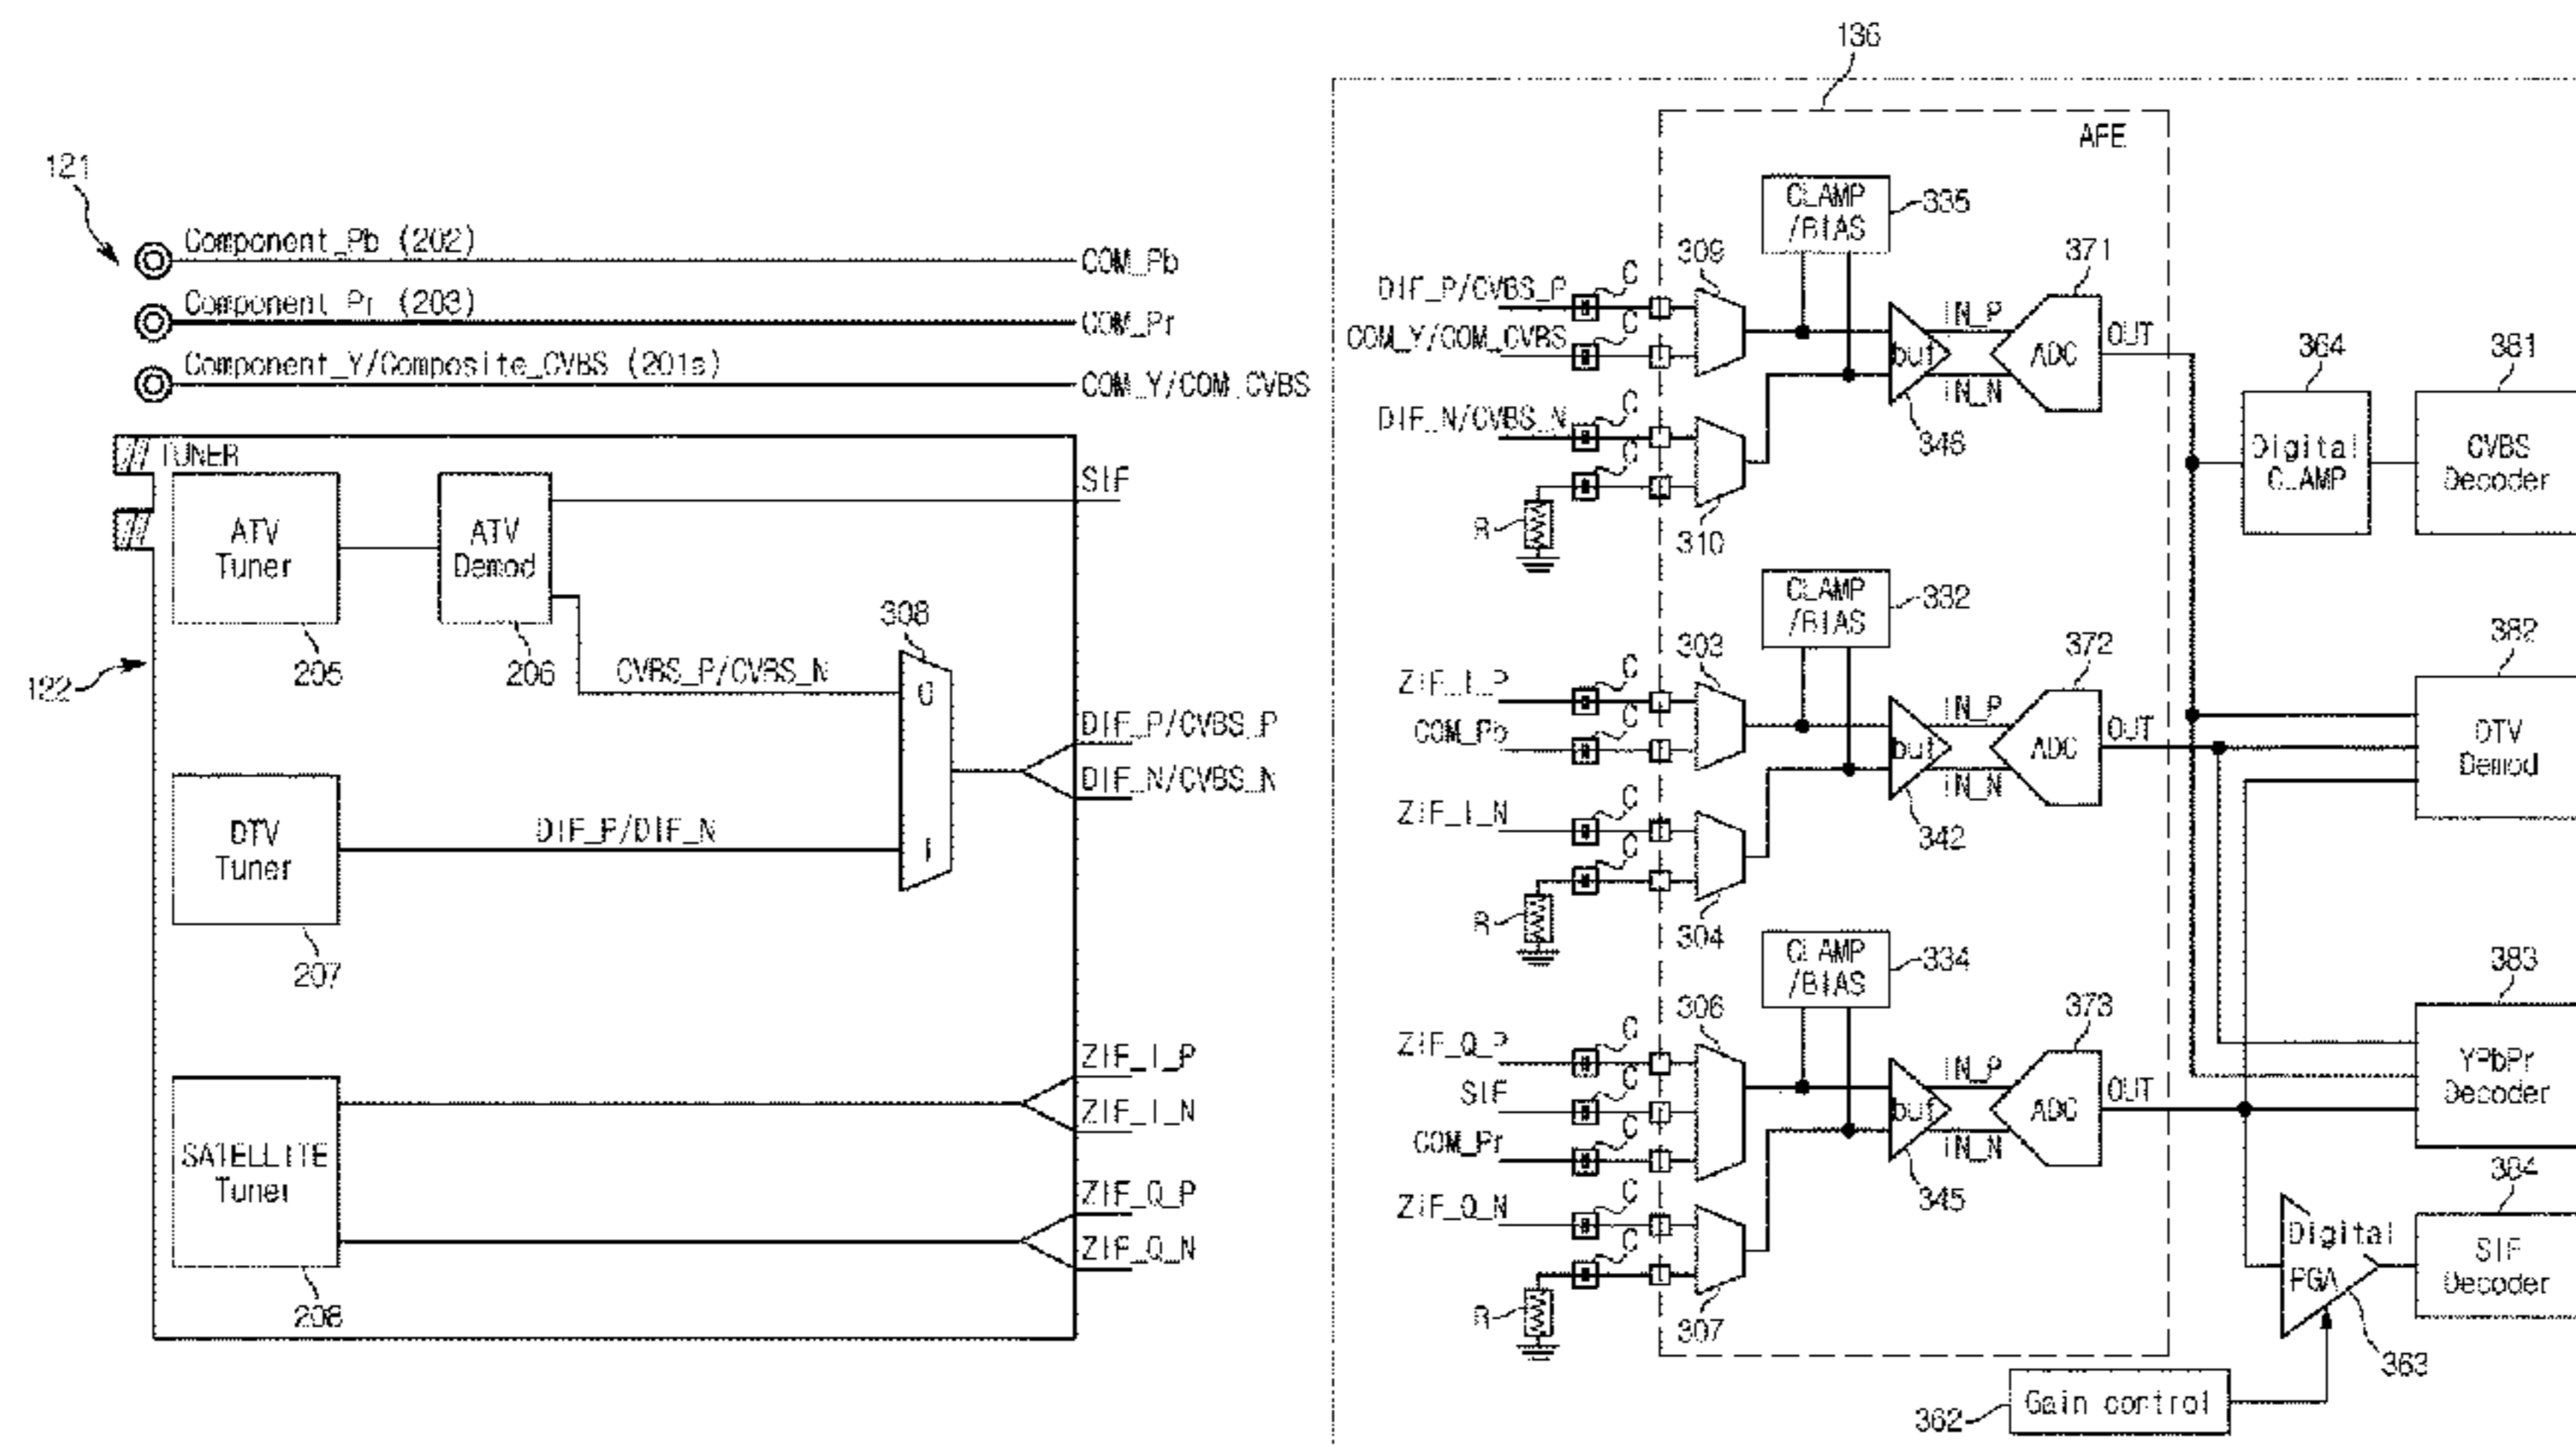 121
Component_Pb (202)
COM_Pb
Component_Pr (203)
COM_Pr
Component_Y/Composite_CVBS (201s)
COM_Y/COM_CVBS
TUNER
ATV
Tuner
205
ATV
Demod
206
SIF
122
CVBS_P/CVBS_N
308
0
1
DIF_P/CVBS_P
DIF_N/CVBS_N
DTV
Tuner
207
DIF_P/DIF_N
SATELLITE
Tuner
208
ZIF_I_P
ZIF_I_N
ZIF_Q_P
ZIF_Q_N
136
AFE
CLAMP
/BIAS
335
309
DIF_P/CVBS_P
C
COM_Y/COM_CVBS
C
DIF_N/CVBS_N
C
C
R
310
buf
346
IN_P
IN_N
ADC
371
OUT
CLAMP
/BIAS
332
303
ZIF_I_P
C
COM_Pb
C
ZIF_I_N
C
C
R
304
buf
342
IN_P
IN_N
ADC
372
OUT
CLAMP
/BIAS
334
306
ZIF_Q_P
C
SIF
C
COM_Pr
C
ZIF_Q_N
C
C
R
307
buf
345
IN_P
IN_N
ADC
373
OUT
364
Digital
CLAMP
381
CVBS
Decoder
382
DTV
Demod
383
YPbPr
Decoder
384
SIF
Decoder
Digital
PGA
363
362
Gain control